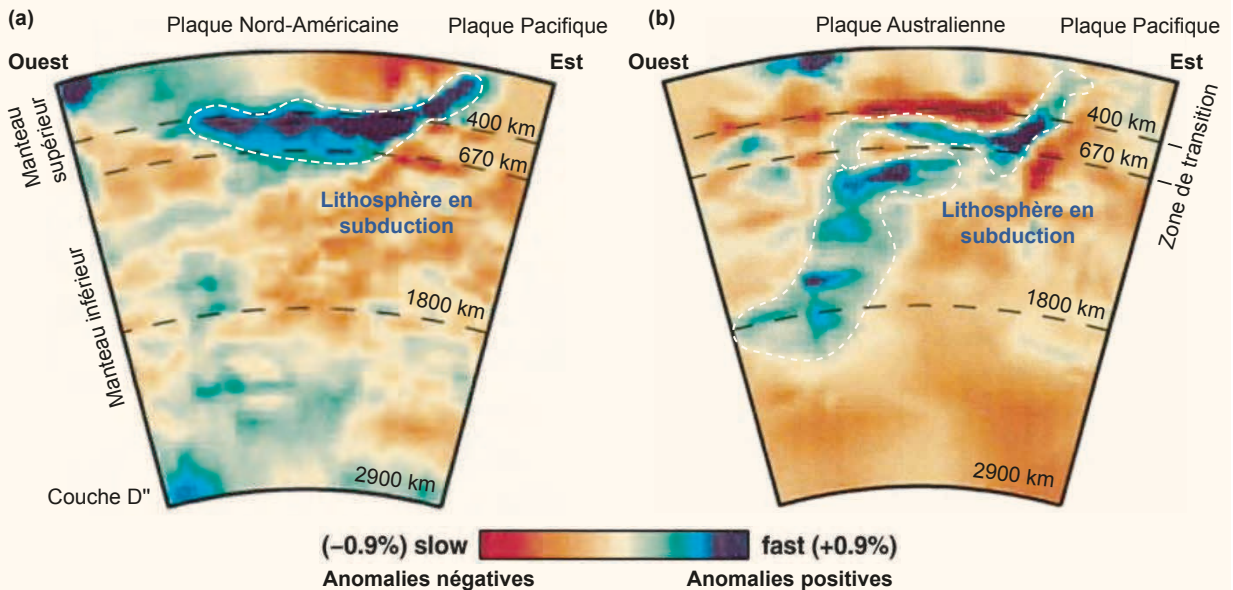 (a)
Plaque Nord-Américaine
Plaque Pacifique
Ouest
Est
Manteau
supérieur
400 km
670 km
Lithosphère en
subduction
Manteau inférieur
1800 km
2900 km
Couche D"
(b)
Plaque Australienne
Plaque Pacifique
Ouest
Est
400 km
670 km
Zone de transition
Lithosphère en
subduction
1800 km
2900 km
(−0.9%) slow
fast (+0.9%)
Anomalies négatives
Anomalies positives